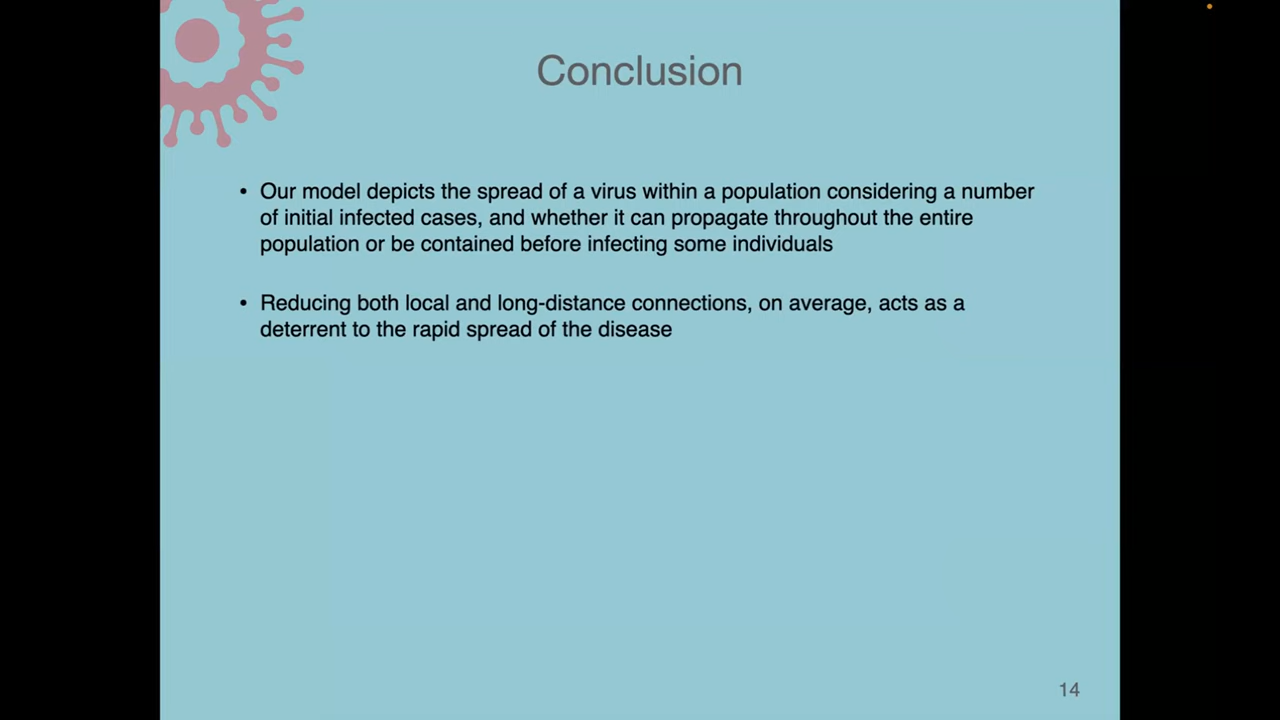 Conclusion
• Our model depicts the spread of a virus within a population considering a number
of initial infected cases, and whether it can propagate throughout the entire
population or be contained before infecting some individuals
• Reducing both local and long-distance connections, on average, acts as a
deterrent to the rapid spread of the disease
14